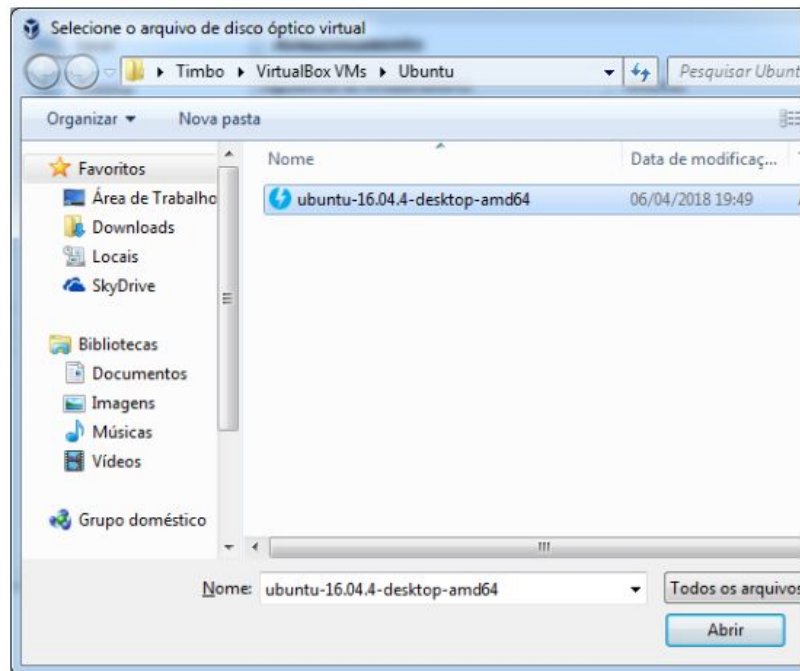 Selecione o arquivo de disco óptico virtual
Timbo VirtualBox VMs Ubuntu
Pesquisar Ubunt
Organizar Nova pasta
Favoritos
Área de Trabalho
Downloads
Locais
SkyDrive
Bibliotecas
Documentos
Imagens
Músicas
Vídeos
Grupo doméstico
Nome Data de modificaç...
ubuntu-16.04.4-desktop-amd64 06/04/2018 19:49
Nome: ubuntu-16.04.4-desktop-amd64 Todos os arquivos
Abrir